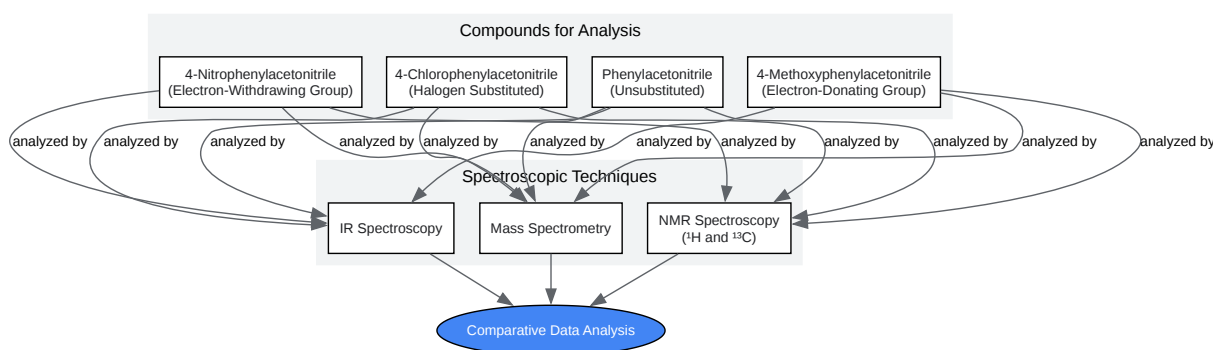 Compounds for Analysis
4-Nitrophenylacetonitrile
(Electron-Withdrawing Group)
4-Chlorophenylacetonitrile
(Halogen Substituted)
Phenylacetonitrile
(Unsubstituted)
4-Methoxyphenylacetonitrile
(Electron-Donating Group)
analyzed by
analyzed by
analyzed by
analyzed by
analyzed by
analyzed by
analyzed by
analyzed by
analyzed by
analyzed by
analyzed by
analyzed by
Spectroscopic Techniques
IR Spectroscopy
Mass Spectrometry
NMR Spectroscopy
(¹H and ¹³C)
Comparative Data Analysis